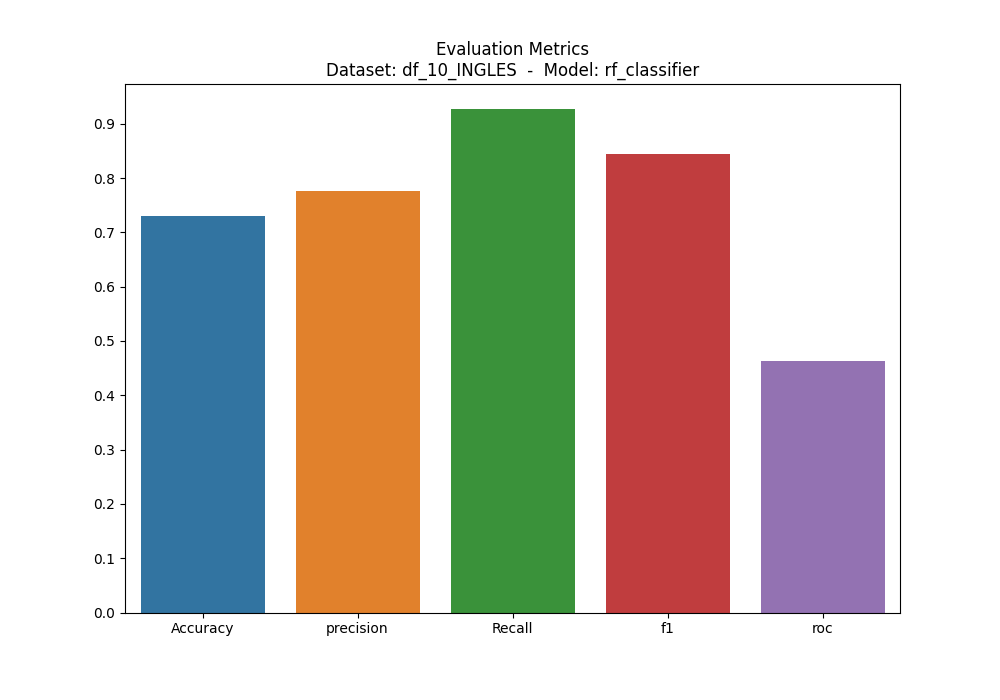 Evaluation Metrics
Dataset: df_10_INGLES  -  Model: rf_classifier
0.9
0.8
0.7
0.6
0.5
0.4
0.3
0.2
0.1
0.0
Accuracy
precision
Recall
f1
roc